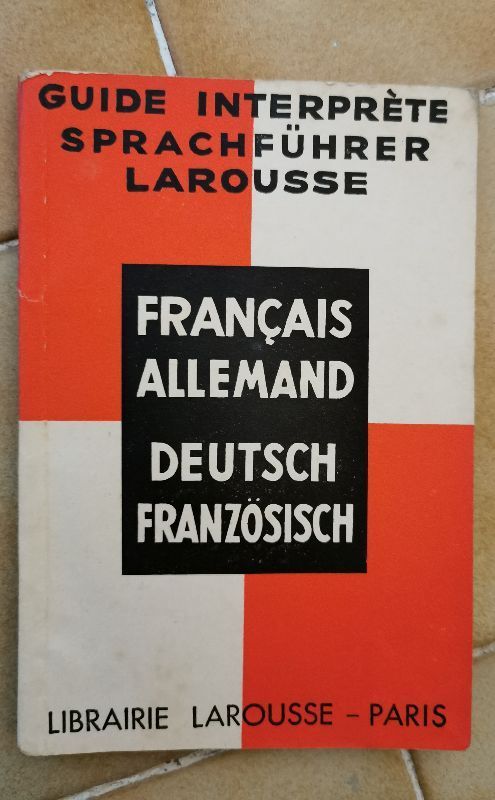 GUIDE INTERPRÈTE
SPRACHFÜHRER
LAROUSSE
FRANÇAIS
ALLEMAND
DEUTSCH
FRANZÖSISCH
LIBRAIRIE LAROUSSE – PARIS